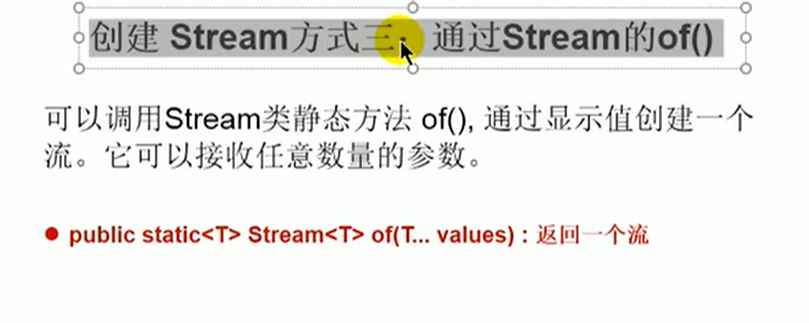 创建 Stream方式三: 通过Stream的of()
可以调用Stream类静态方法 of(), 通过显示值创建一个
流。它可以接收任意数量的参数。
● public static<T> Stream<T> of(T... values) : 返回一个流